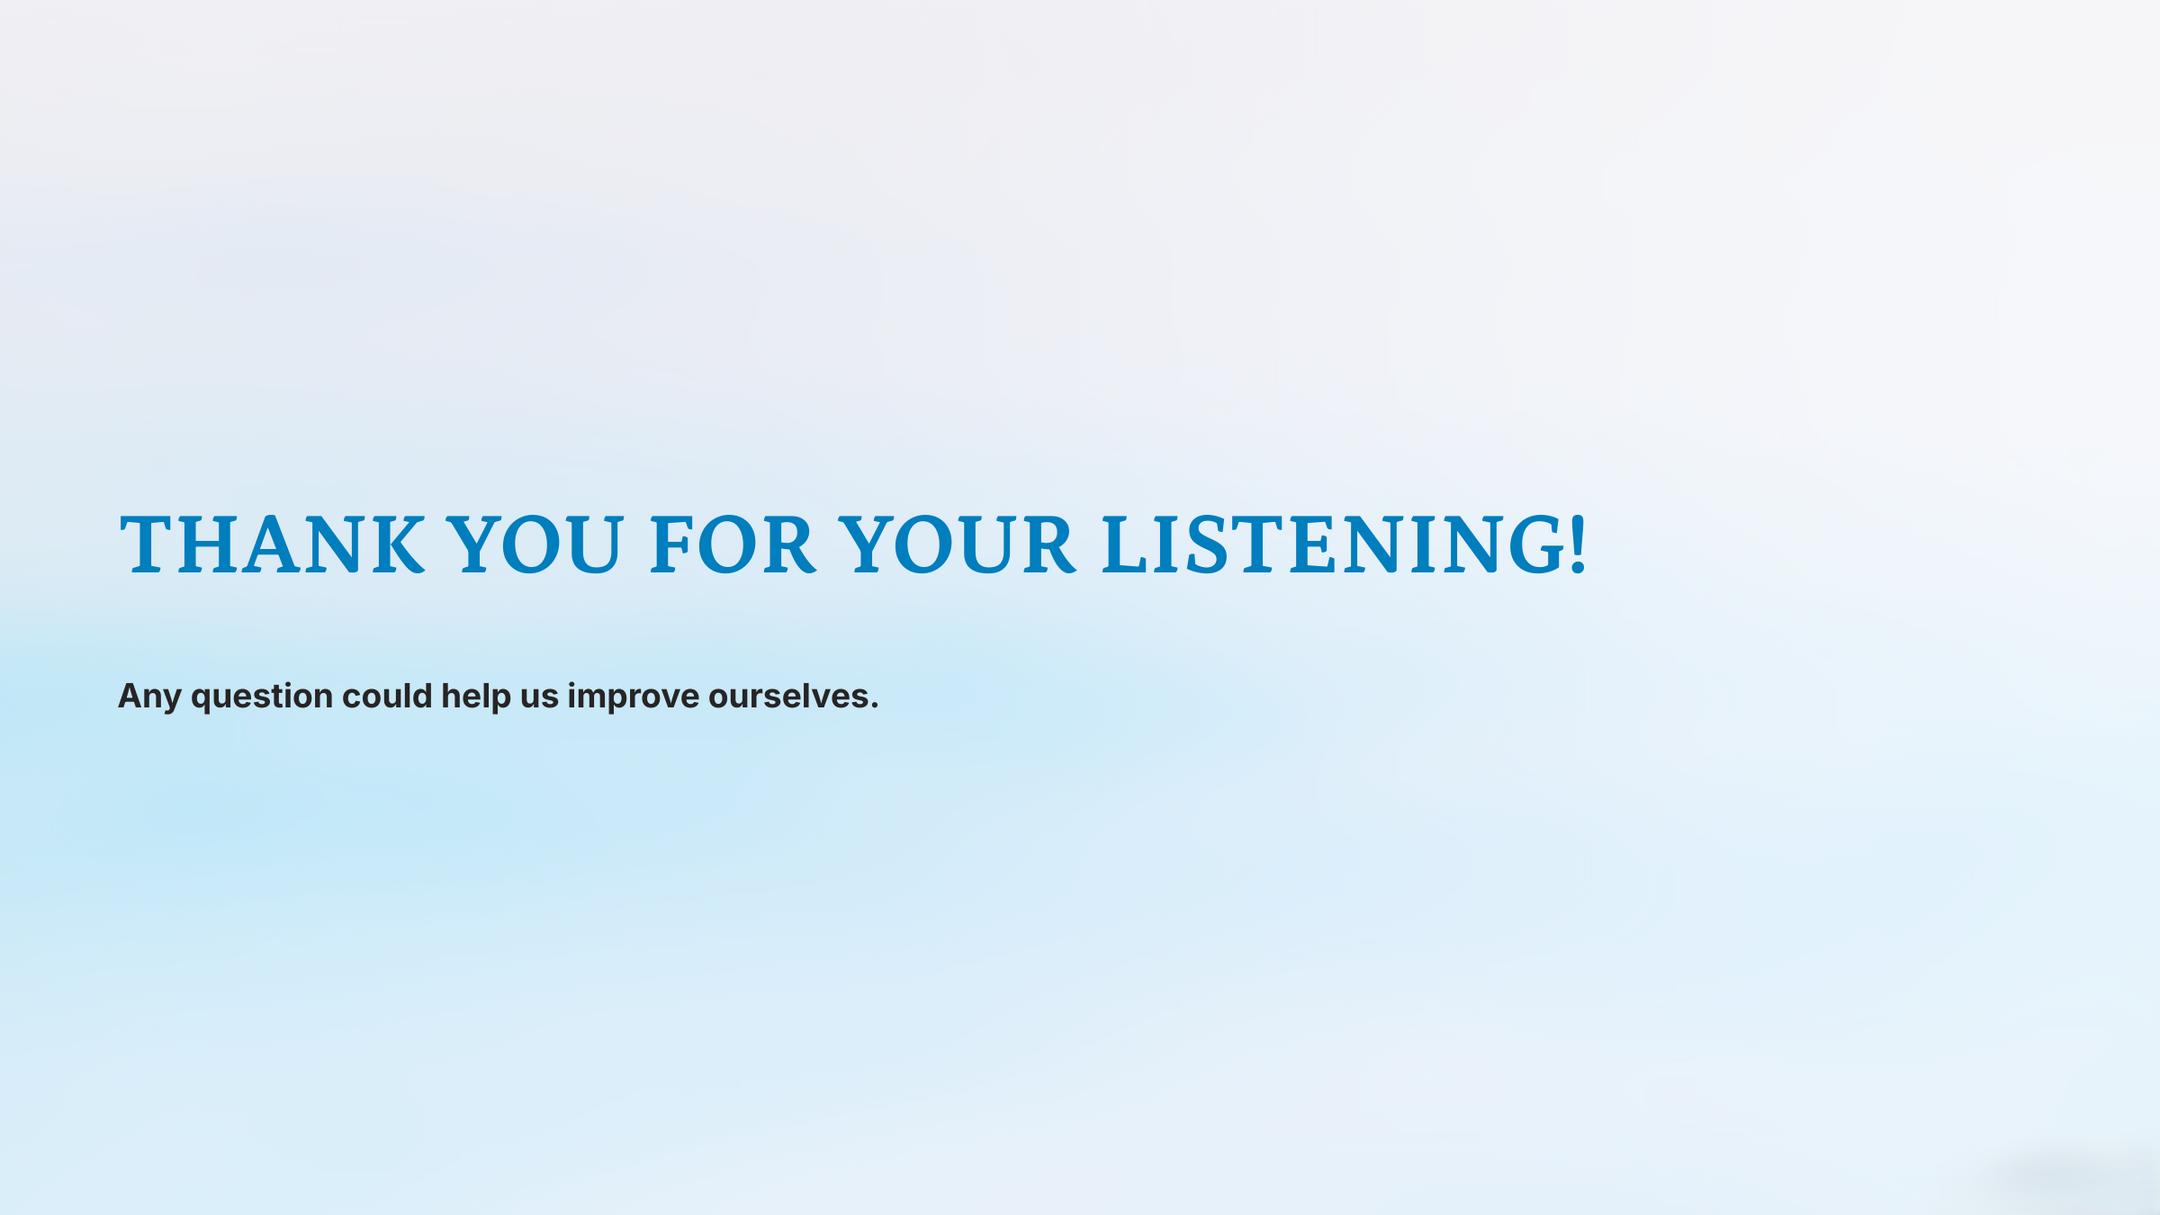 THANK YOU FOR YOUR LISTENING!
Any question could help us improve ourselves.